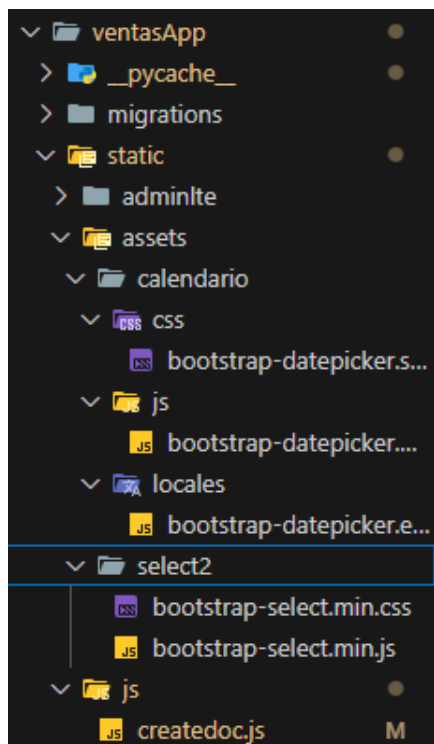 ventasApp
__pycache__
migrations
static
adminlte
assets
calendario
css
bootstrap-datepicker.s...
js
bootstrap-datepicker....
locales
bootstrap-datepicker.e...
select2
bootstrap-select.min.css
bootstrap-select.min.js
js
createdoc.js M